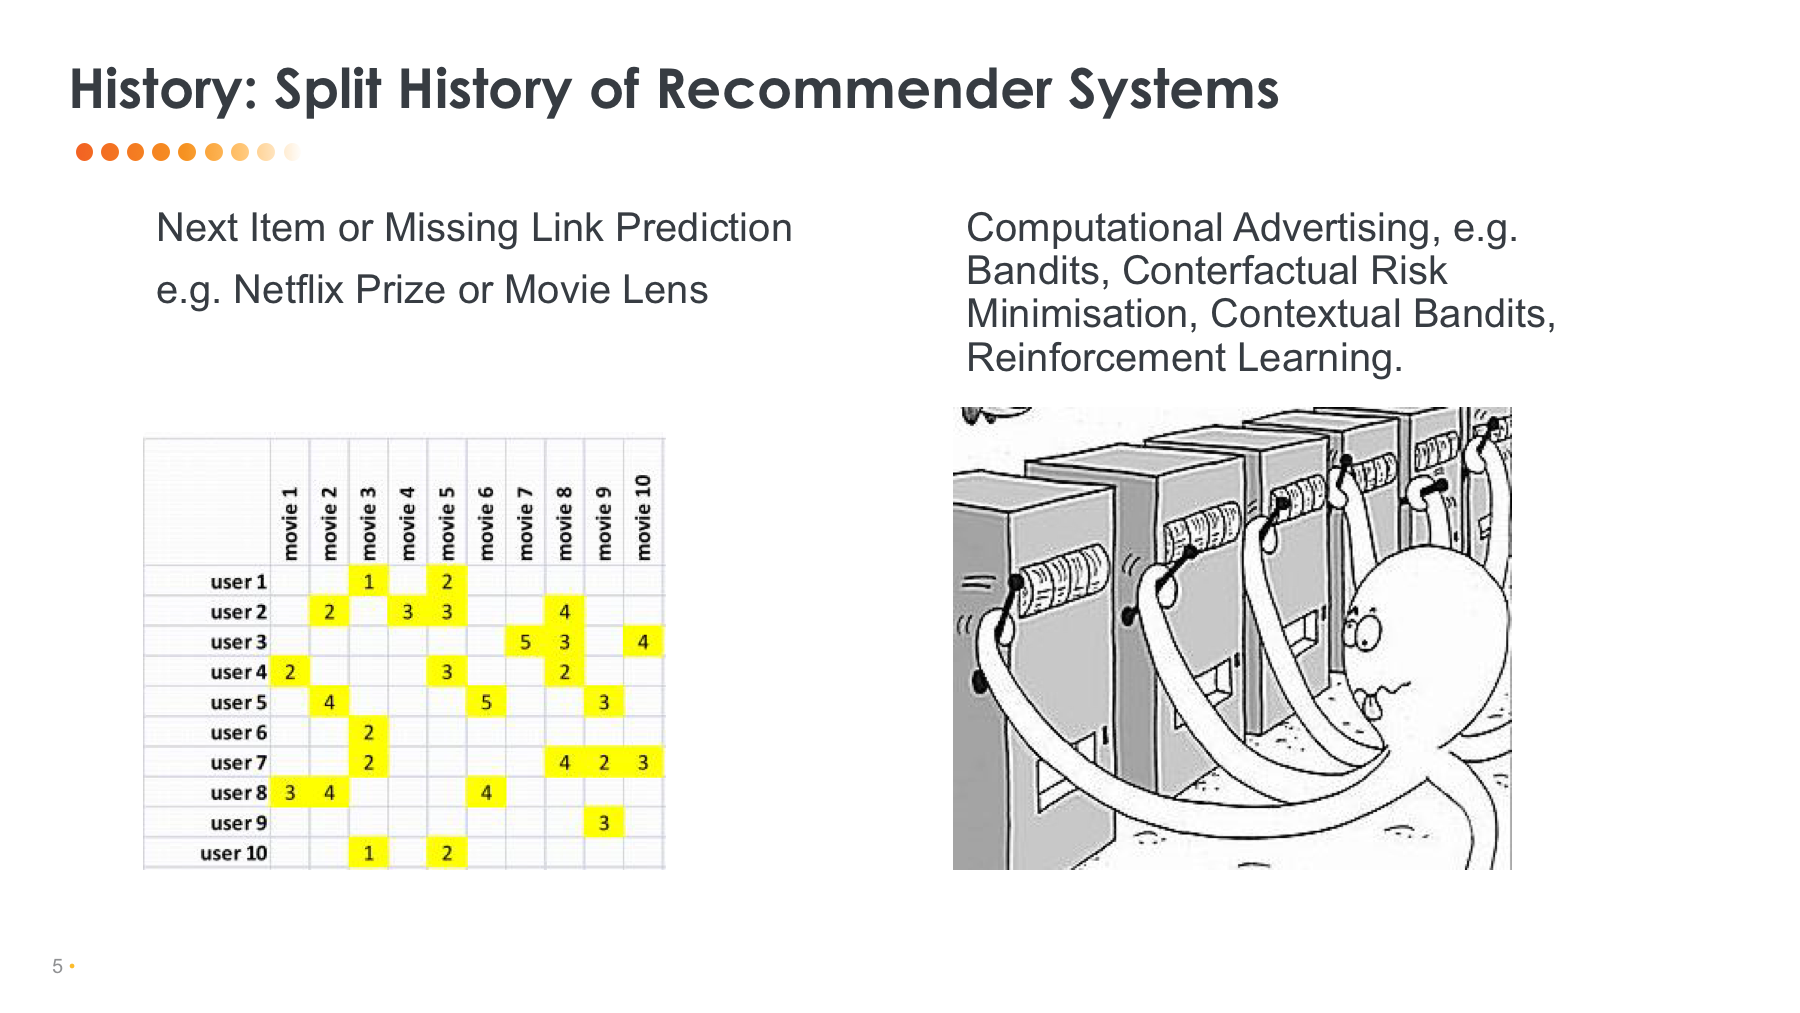 History: Split History of Recommender Systems
Next Item or Missing Link Prediction
e.g. Netflix Prize or Movie Lens
Computational Advertising, e.g.
Bandits, Conterfactual Risk
Minimisation, Contextual Bandits,
Reinforcement Learning.
movie 1 movie 2 movie 3 movie 4 movie 5 movie 6 movie 7 movie 8 movie 9 movie 10
user 1 1 2
user 2 2 3 3 4
user 3 5 3 4
user 4 2 3 2
user 5 4 5 3
user 6 2
user 7 2 4 2 3
user 8 3 4 4
user 9 3
user 10 1 2
5